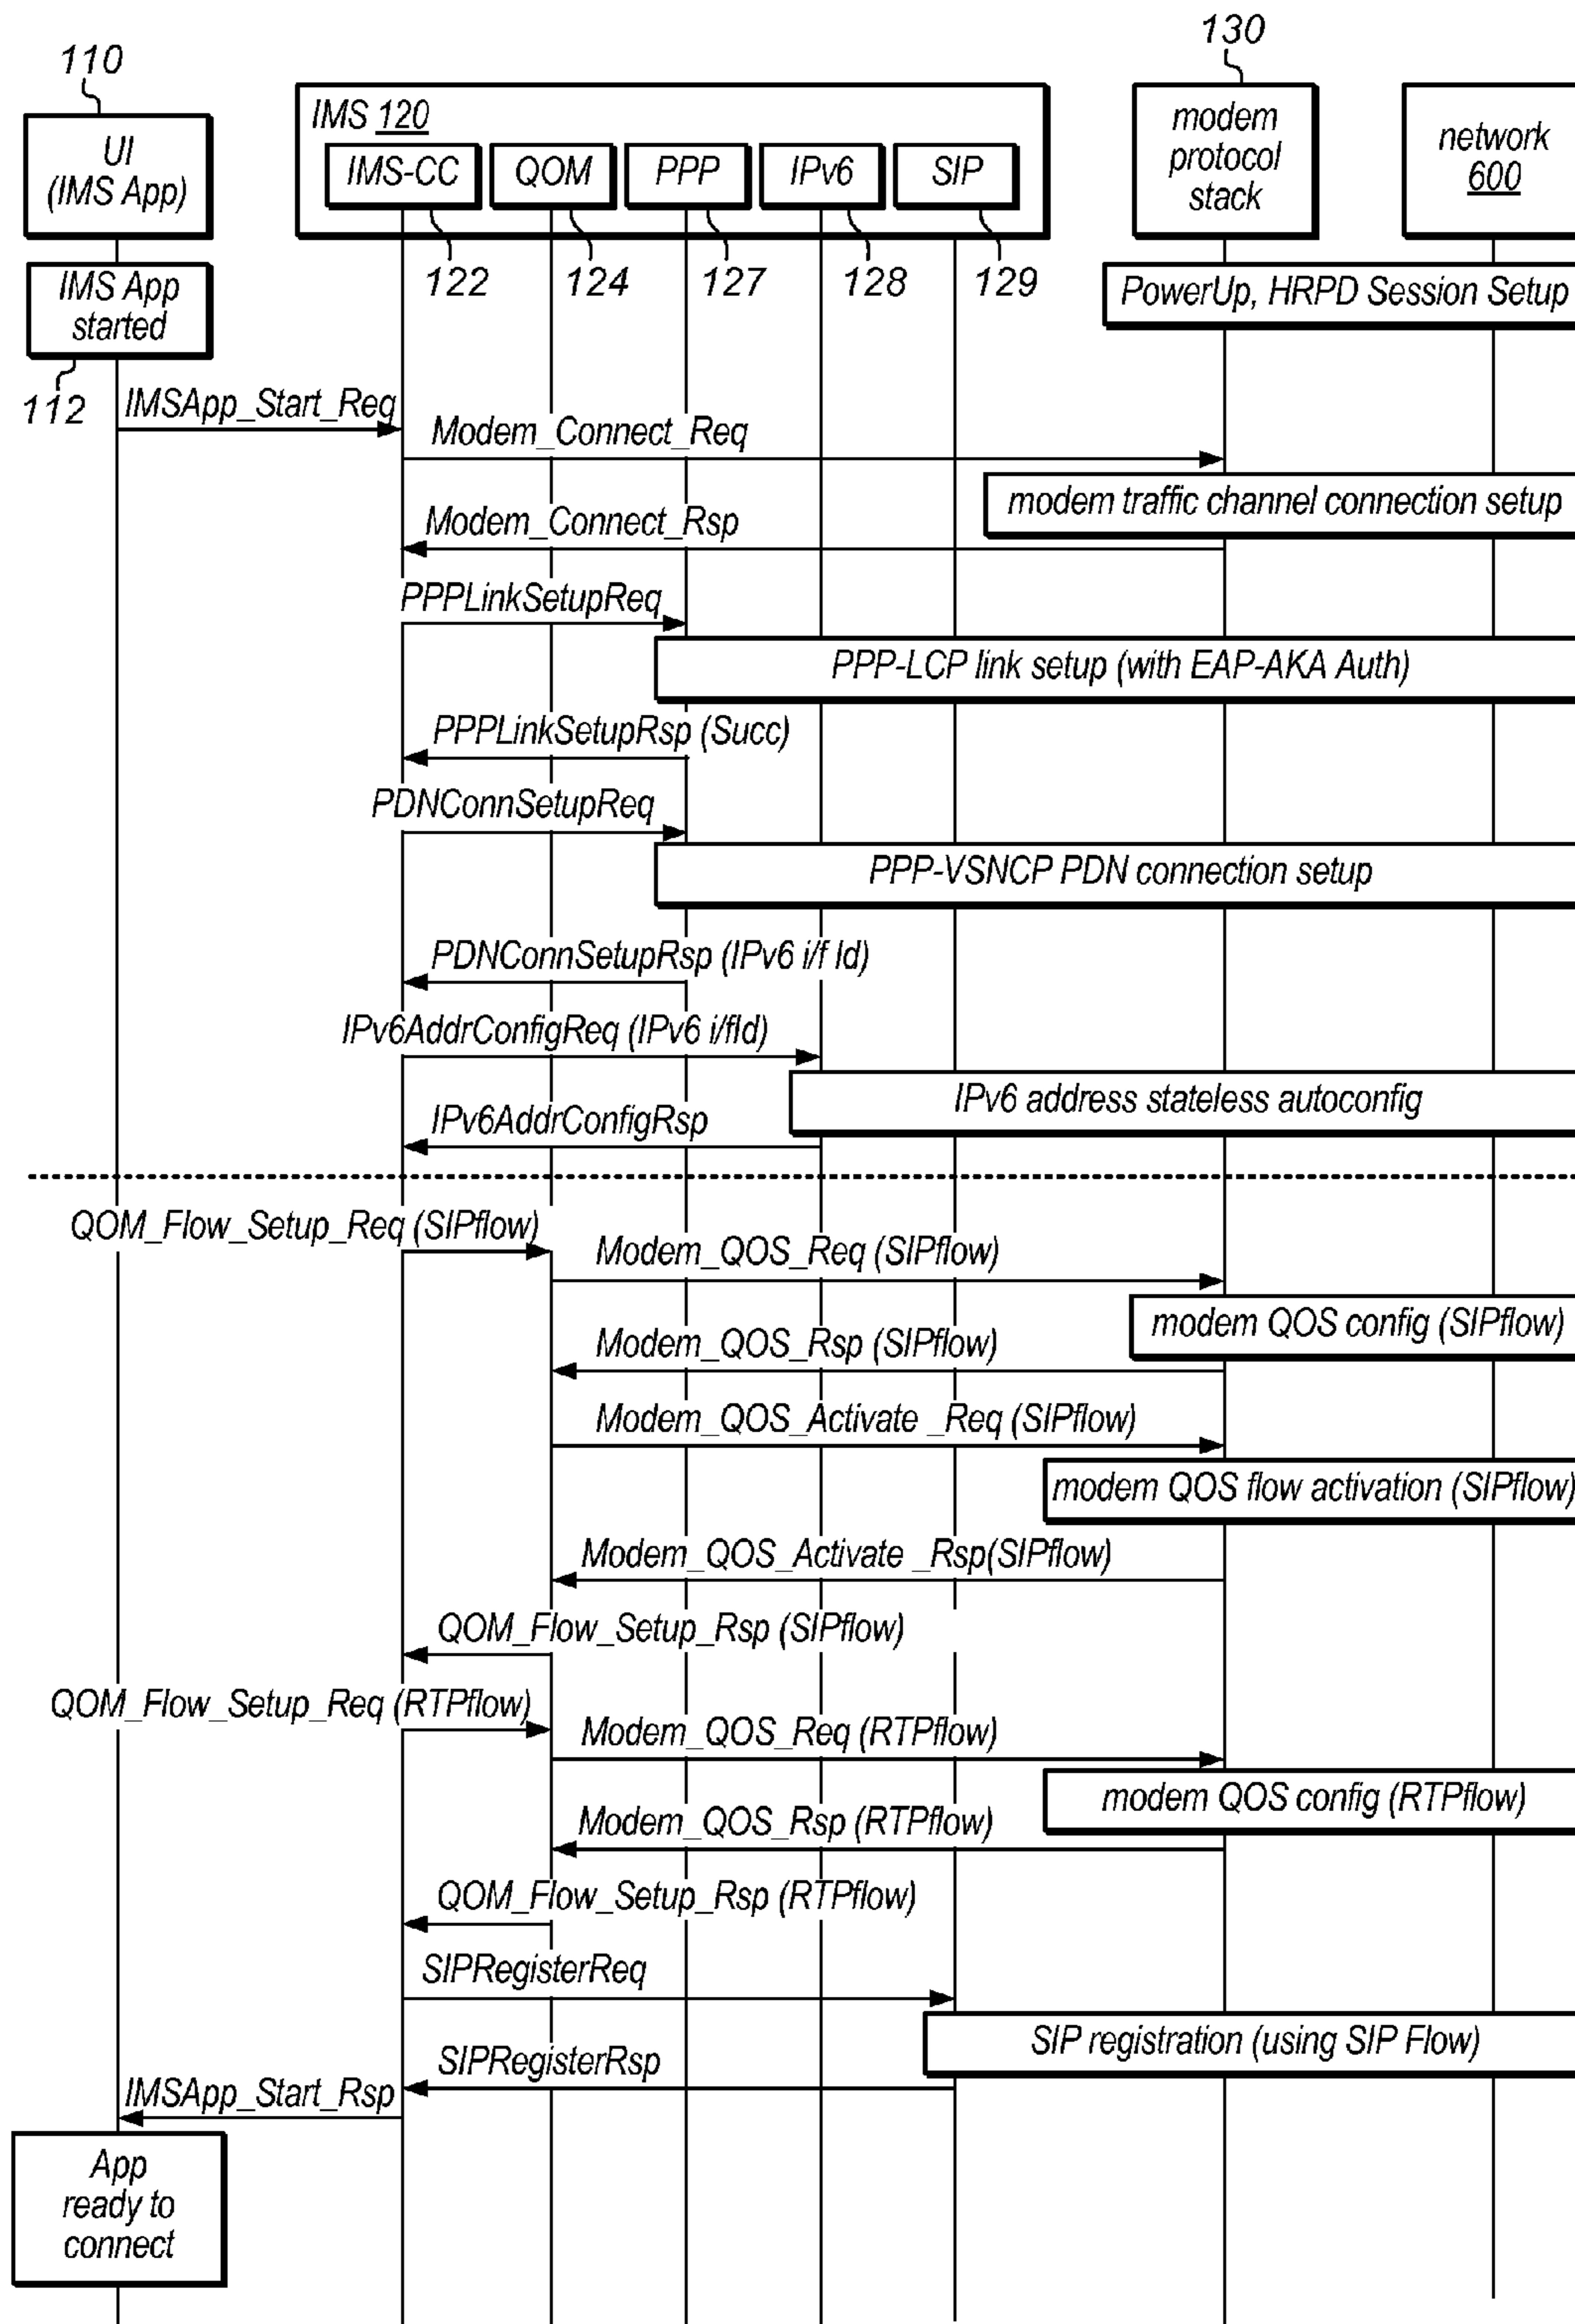 110
130
UI
(IMS App)
IMS 120
IMS-CC
QOM
PPP
IPv6
SIP
modem
protocol
stack
network
600
122
124
127
128
129
IMS App
started
112
PowerUp, HRPD Session Setup
IMSApp_Start_Req
Modem_Connect_Req
modem traffic channel connection setup
Modem_Connect_Rsp
PPPLinkSetupReq
PPP-LCP link setup (with EAP-AKA Auth)
PPPLinkSetupRsp (Succ)
PDNConnSetupReq
PPP-VSNCP PDN connection setup
PDNConnSetupRsp (IPv6 i/f Id)
IPv6AddrConfigReq (IPv6 i/fId)
IPv6 address stateless autoconfig
IPv6AddrConfigRsp
QOM_Flow_Setup_Req (SIPflow)
Modem_QOS_Req (SIPflow)
modem QOS config (SIPflow)
Modem_QOS_Rsp (SIPflow)
Modem_QOS_Activate _Req (SIPflow)
modem QOS flow activation (SIPflow)
Modem_QOS_Activate _Rsp(SIPflow)
QOM_Flow_Setup_Rsp (SIPflow)
QOM_Flow_Setup_Req (RTPflow)
Modem_QOS_Req (RTPflow)
modem QOS config (RTPflow)
Modem_QOS_Rsp (RTPflow)
QOM_Flow_Setup_Rsp (RTPflow)
SIPRegisterReq
SIP registration (using SIP Flow)
SIPRegisterRsp
IMSApp_Start_Rsp
App
ready to
connect